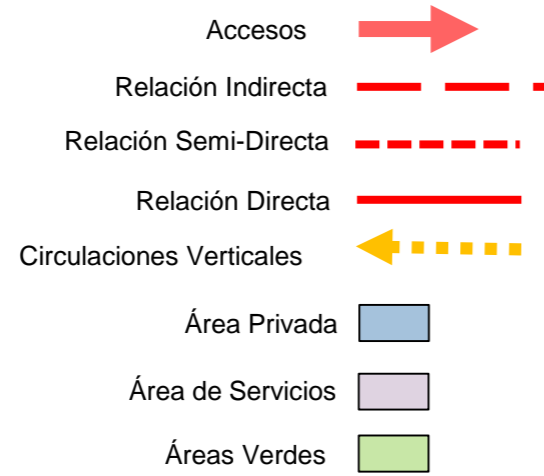 Accesos
Relación Indirecta
Relación Semi-Directa
Relación Directa
Circulaciones Verticales
Área Privada
Área de Servicios
Áreas Verdes